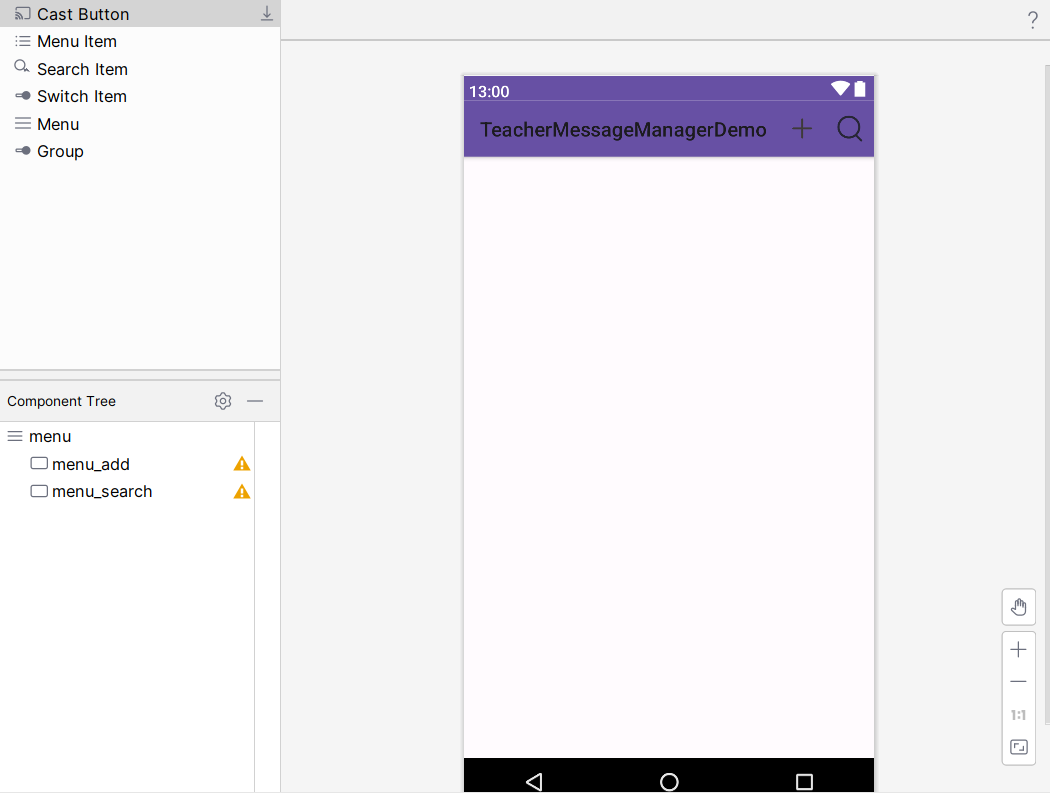 Cast Button
Menu Item
Search Item
Switch Item
Menu
Group
Component Tree
menu
menu_add
menu_search
?
13:00
TeacherMessageManagerDemo
1:1